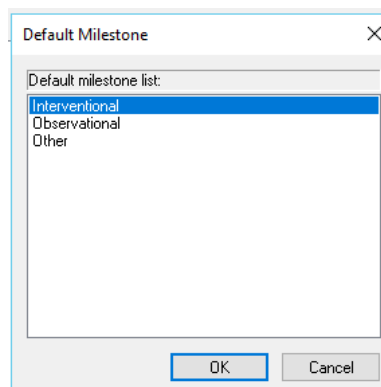 Default Milestone
Default milestone list:
Interventional
Observational
Other
OK Cancel